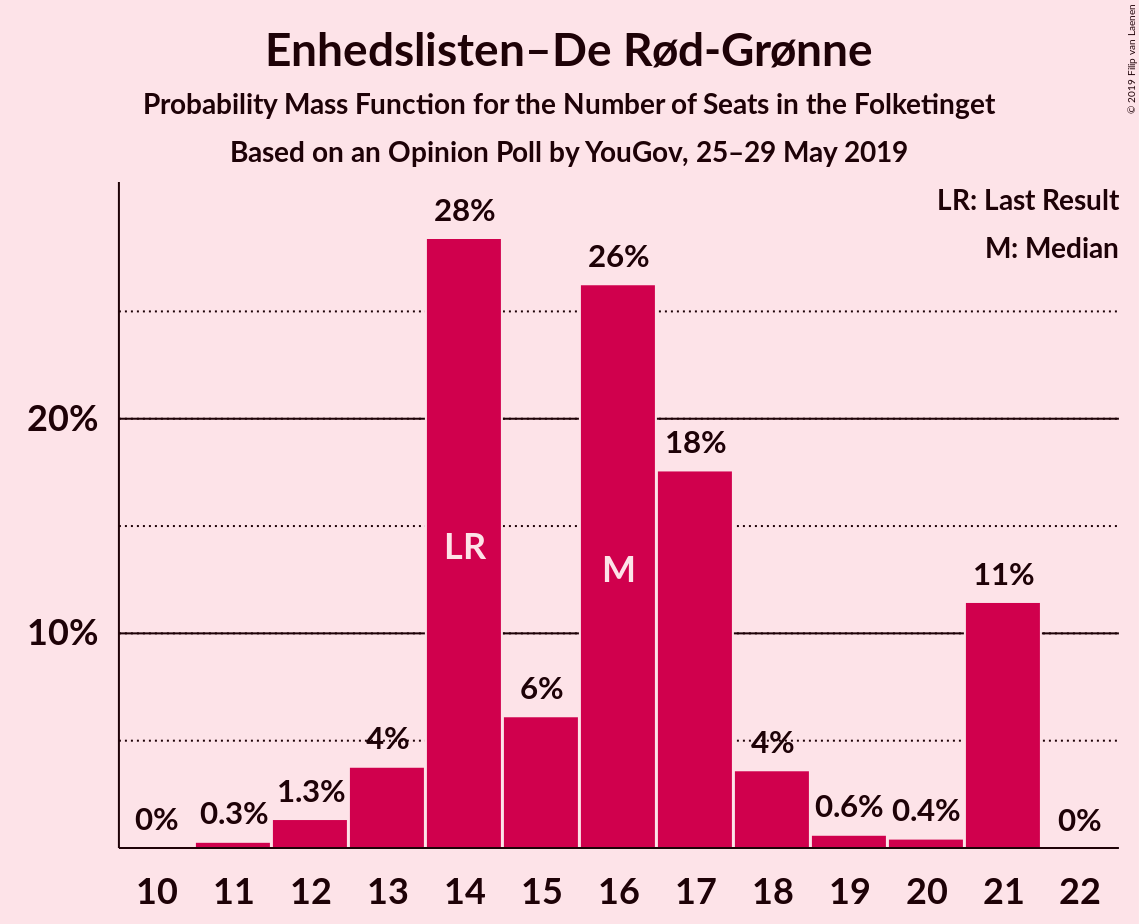 Enhedslisten–De Rød-Grønne
Probability Mass Function for the Number of Seats in the Folketinget
Based on an Opinion Poll by YouGov, 25–29 May 2019
© 2019 Filip van Laenen
LR: Last Result
M: Median
20%
10%
0%
0.3%
1.3%
4%
28%
6%
26%
18%
4%
0.6%
0.4%
11%
0%
LR
M
10 11 12 13 14 15 16 17 18 19 20 21 22